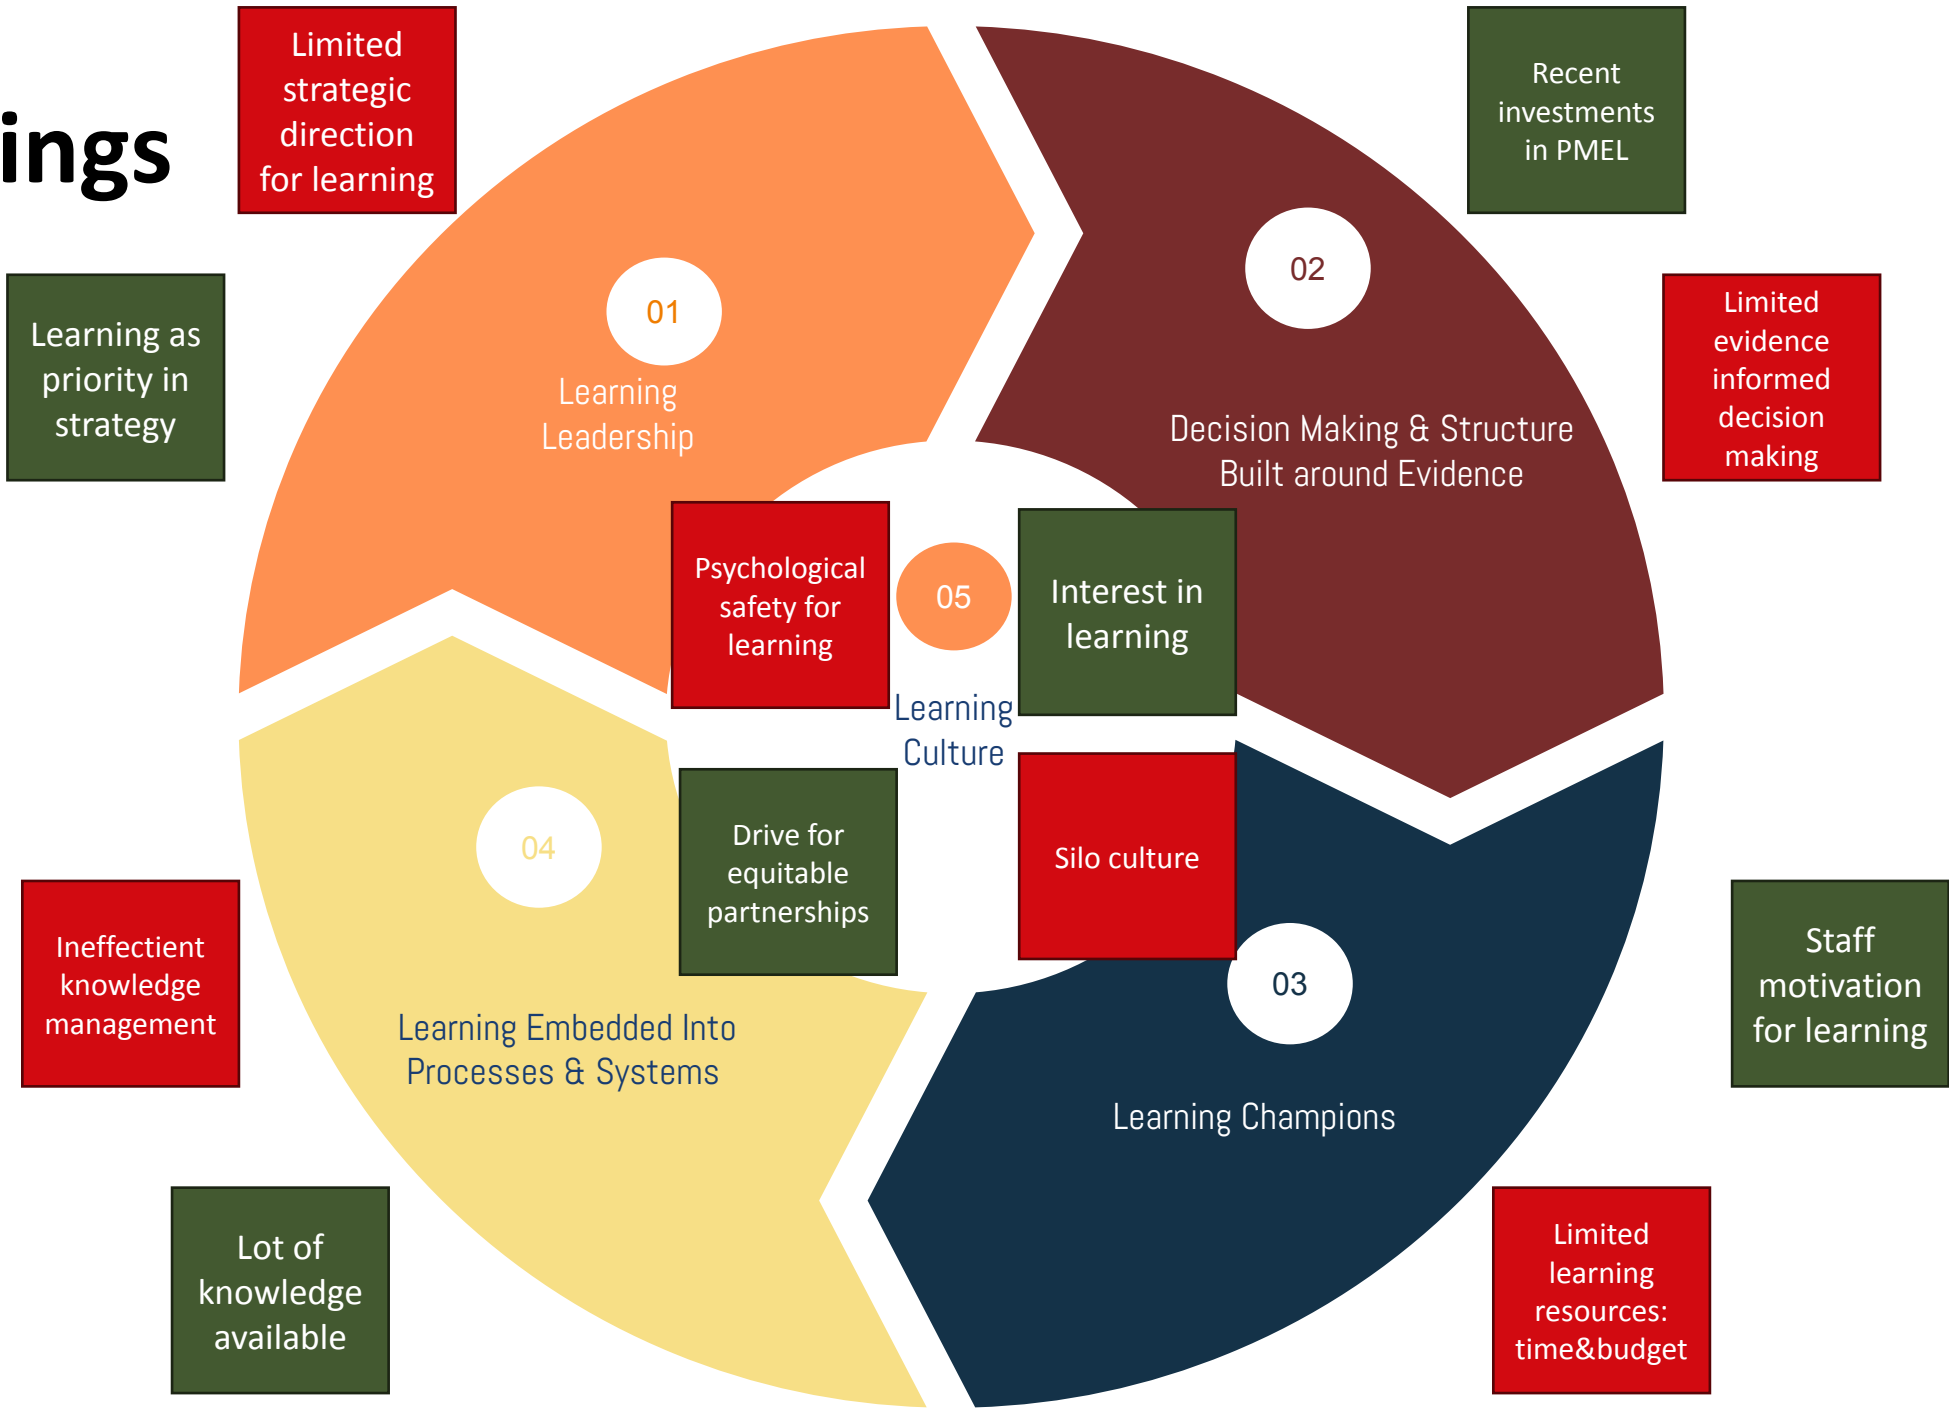 ings
Limited
strategic
direction
for learning
Learning as
priority in
strategy
01
Learning
Leadership
Recent
investments
in PMEL
02
Decision Making & Structure
Built around Evidence
Limited
evidence
informed
decision
making
Psychological
safety for
learning
05
Learning
Culture
Interest in
learning
Drive for
equitable
partnerships
Silo culture
04
Learning Embedded Into
Processes & Systems
Ineffectient
knowledge
management
Lot of
knowledge
available
03
Learning Champions
Staff
motivation
for learning
Limited
learning
resources:
time&budget